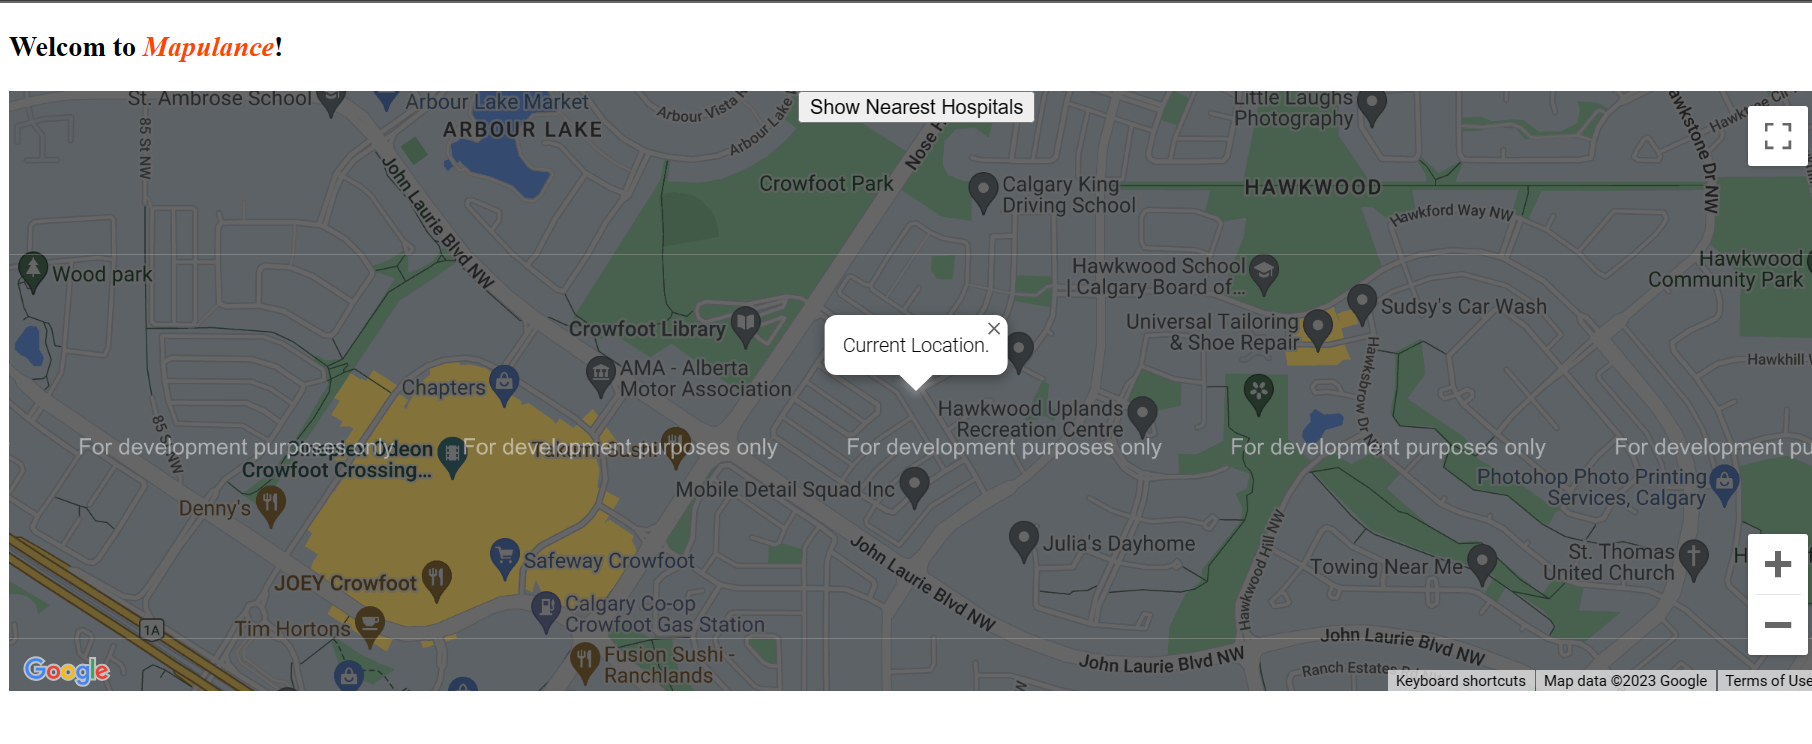 Welcom to Mapulance!
St. Ambrose School
Arbour Lake Market
ARBOUR LAKE
85 St NW
Arbour Vista
Arbour Lake
Show Nearest Hospitals
Nose
Little Laughs
Photography
Hawkwood
Crowfoot Park
Calgary King
Driving School
HAWKWOOD
Hawkford Way NW
John Laurie Blvd NW
Wood park
Hawkwood School
| Calgary Board of...
Hawkwood
Community Park
Crowfoot Library
Current Location.
Universal Tailoring
& Shoe Repair
Sudsy's Car Wash
AMA - Alberta
Motor Association
Chapters
Hawkhill
Hawksbrow Dr NW
Hawkwood Uplands
Recreation Centre
85 St NW
For development purposes only
For development purposes only
For development purposes only
For development purposes only
For development pu
Crowfoot Crossing...
Mobile Detail Squad Inc
Photohop Photo Printing
Services, Calgary
Denny's
Julia's Dayhome
Safeway Crowfoot
JOEY Crowfoot
John Laurie Blvd NW
Hawkwood Hill NW
Towing Near Me
St. Thomas
United Church
H
Calgary Co-op
Crowfoot Gas Station
1A
Tim Hortons
Fusion Sushi -
Ranchlands
John Laurie Blvd NW
John Laurie Blvd NW
Ranch Estates
Google
Keyboard shortcuts
Map data ©2023 Google
Terms of Use